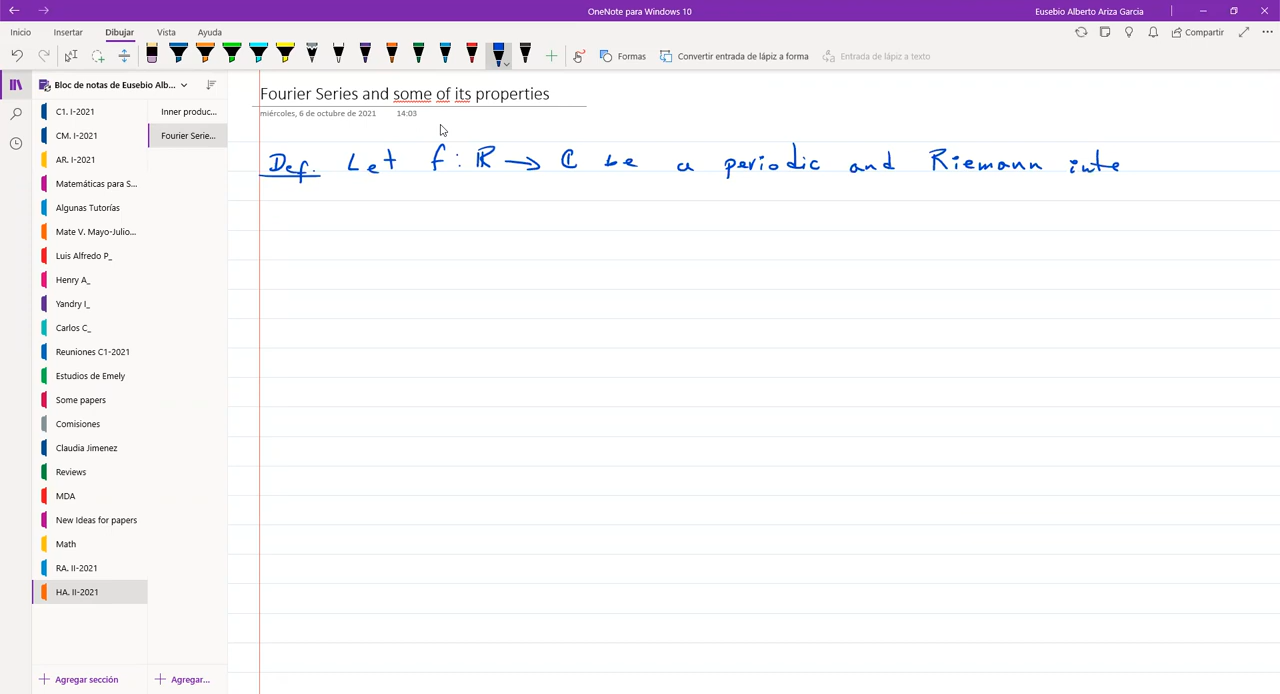 OneNote para Windows 10
Eusebio Alberto Ariza Garcia
Inicio Insertar Dibujar Vista Ayuda
Compartir
Formas
Convertir entrada de lápiz a forma
Entrada de lápiz a texto
Bloc de notas de Eusebio Alb...
C1. I-2021
CM. I-2021
AR. I-2021
Matemáticas para S...
Algunas Tutorías
Mate V. Mayo-Julio...
Luis Alfredo P_
Henry A_
Yandry I_
Carlos C_
Reuniones C1-2021
Estudios de Emely
Some papers
Comisiones
Claudia Jimenez
Reviews
MDA
New Ideas for papers
Math
RA. II-2021
HA. II-2021
Agregar sección
Inner produc...
Fourier Serie...
Agregar...
Fourier Series and some of its properties
miércoles, 6 de octubre de 2021 14:03
Def. Let f: ℝ → ℂ be a periodic and Riemann inte